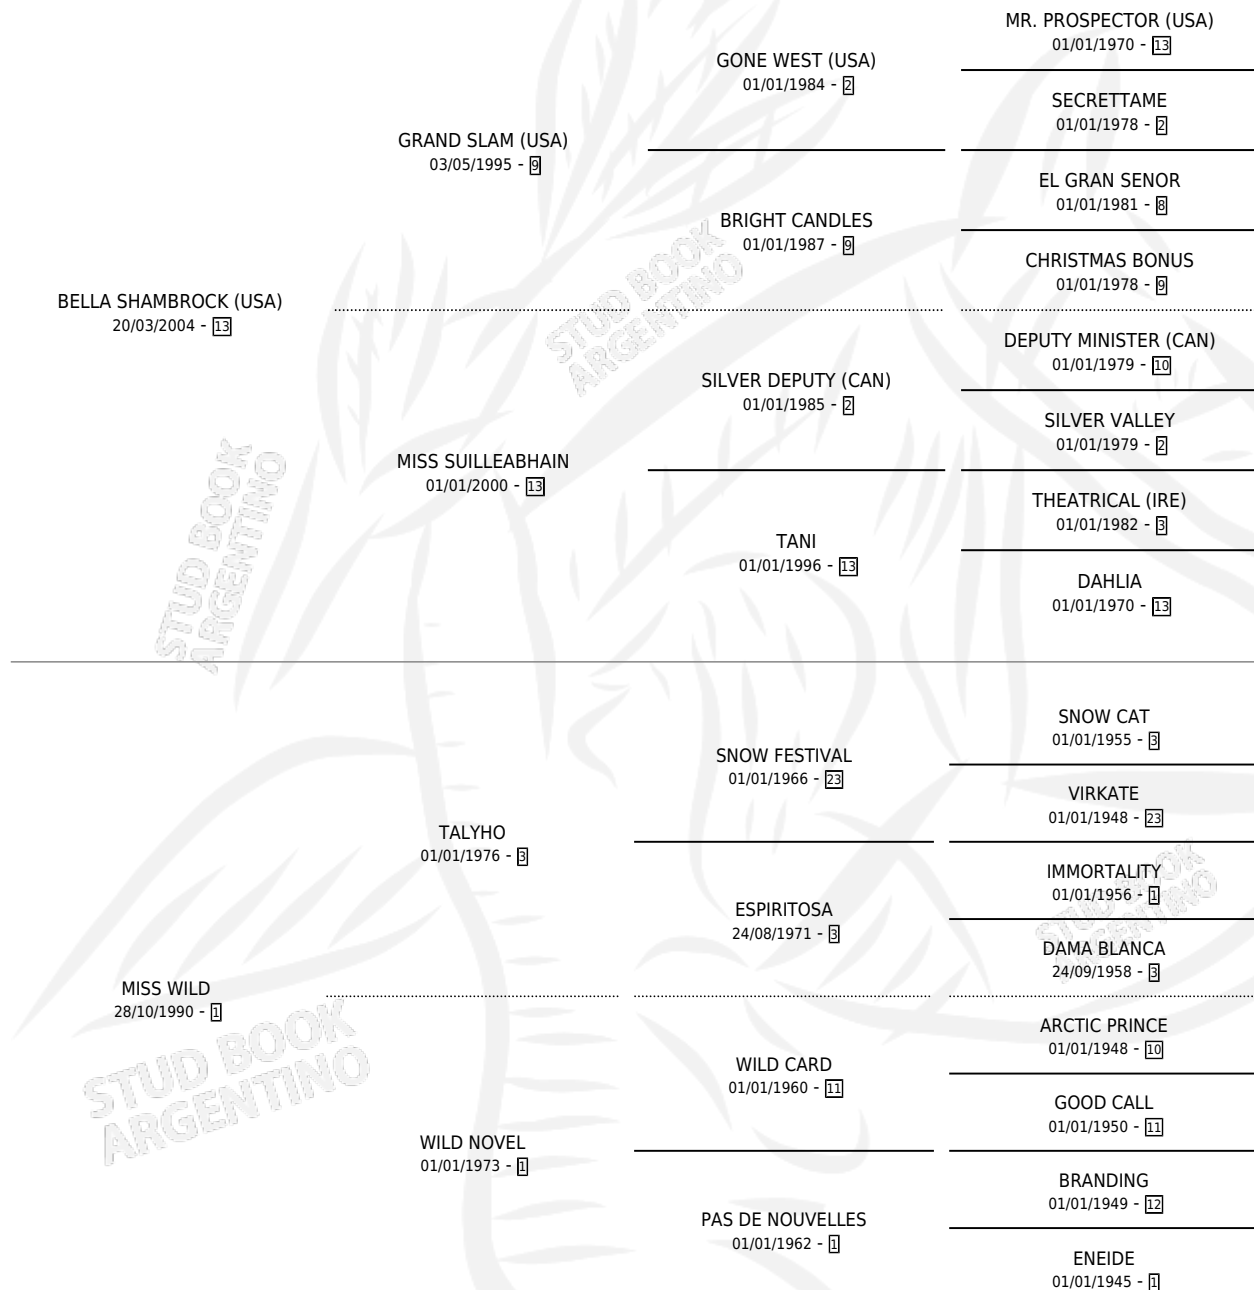 MR. PROSPECTOR (USA)
01/01/1970 - 13
GONE WEST (USA)
01/01/1984 - 2
SECRETTAME
01/01/1978 - 2
GRAND SLAM (USA)
03/05/1995 - 9
EL GRAN SENOR
01/01/1981 - 8
BRIGHT CANDLES
01/01/1987 - 9
CHRISTMAS BONUS
01/01/1978 - 9
BELLA SHAMBROCK (USA)
20/03/2004 - 13
DEPUTY MINISTER (CAN)
01/01/1979 - 10
SILVER DEPUTY (CAN)
01/01/1985 - 2
SILVER VALLEY
01/01/1979 - 2
MISS SUILLEABHAIN
01/01/2000 - 13
THEATRICAL (IRE)
01/01/1982 - 3
TANI
01/01/1996 - 13
DAHLIA
01/01/1970 - 13
STUD BOOK
ARGENTINO
STUD BOOK
ARGENTINO
SNOW CAT
01/01/1955 - 3
SNOW FESTIVAL
01/01/1966 - 23
VIRKATE
01/01/1948 - 23
TALYHO
01/01/1976 - 3
IMMORTALITY
01/01/1956 - 1
ESPIRITOSA
24/08/1971 - 3
DAMA BLANCA
24/09/1958 - 3
MISS WILD
28/10/1990 - 1
ARCTIC PRINCE
01/01/1948 - 10
WILD CARD
01/01/1960 - 11
GOOD CALL
01/01/1950 - 11
WILD NOVEL
01/01/1973 - 1
BRANDING
01/01/1949 - 12
PAS DE NOUVELLES
01/01/1962 - 1
ENEIDE
01/01/1945 - 1
STUD BOOK
ARGENTINO
STUD BOOK
ARGENTINO